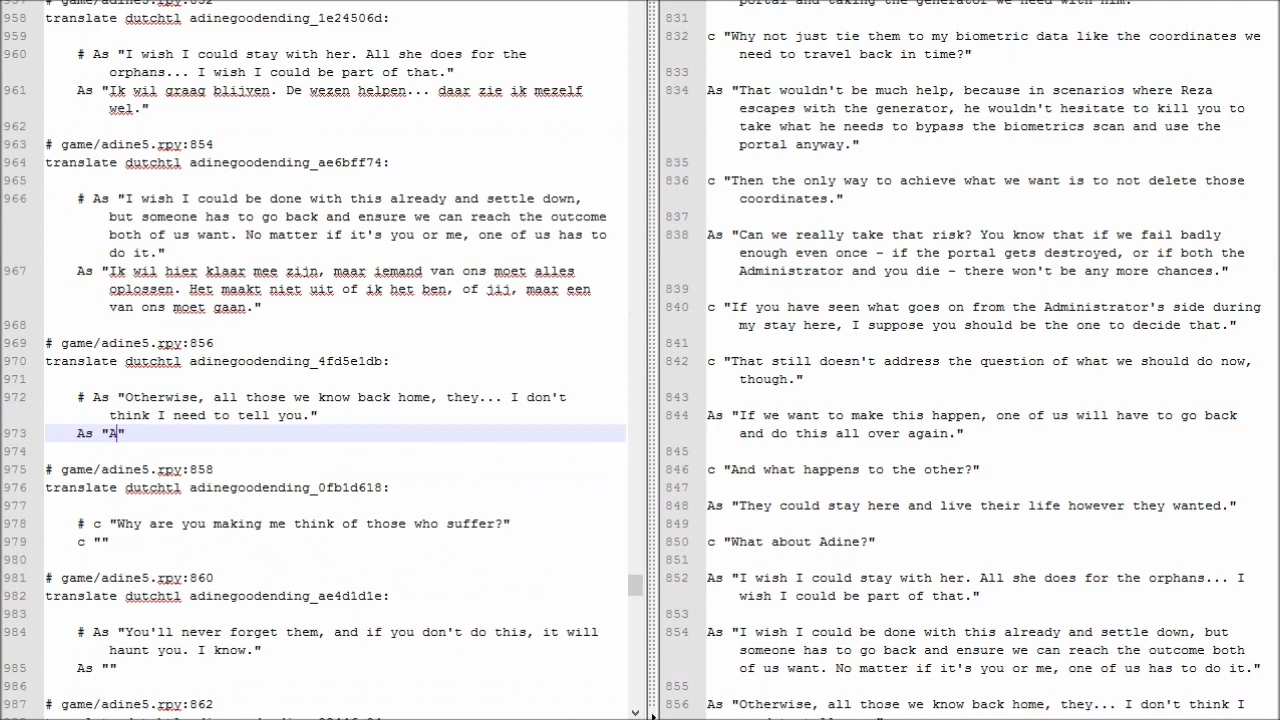 958 translate dutchtl adinegoodending_1e24506d:
959
960 # As "I wish I could stay with her. All she does for the
orphans... I wish I could be part of that."
961 As "Ik wil graag blijven. De wezen helpen... daar zie ik mezelf
wel."
962
963 # game/adine5.rpy:854
964 translate dutchtl adinegoodending_ae6bff74:
965
966 # As "I wish I could be done with this already and settle down,
but someone has to go back and ensure we can reach the outcome
both of us want. No matter if it's you or me, one of us has to
do it."
967 As "Ik wil hier klaar mee zijn, maar iemand van ons moet alles
oplossen. Het maakt niet uit of ik het ben, of jij, maar een
van ons moet gaan."
968
969 # game/adine5.rpy:856
970 translate dutchtl adinegoodending_4fd5e1db:
971
972 # As "Otherwise, all those we know back home, they... I don't
think I need to tell you."
973 As "A"
974
975 # game/adine5.rpy:858
976 translate dutchtl adinegoodending_0fb1d618:
977
978 # c "Why are you making me think of those who suffer?"
979 c ""
980
981 # game/adine5.rpy:860
982 translate dutchtl adinegoodending_ae4d1d1e:
983
984 # As "You'll never forget them, and if you don't do this, it will
haunt you. I know."
985 As ""
986
987 # game/adine5.rpy:862
831
832 c "Why not just tie them to my biometric data like the coordinates we
need to travel back in time?"
833
834 As "That wouldn't be much help, because in scenarios where Reza
escapes with the generator, he wouldn't hesitate to kill you to
take what he needs to bypass the biometrics scan and use the
portal anyway."
835
836 c "Then the only way to achieve what we want is to not delete those
coordinates."
837
838 As "Can we really take that risk? You know that if we fail badly
enough even once - if the portal gets destroyed, or if both the
Administrator and you die - there won't be any more chances."
839
840 c "If you have seen what goes on from the Administrator's side during
my stay here, I suppose you should be the one to decide that."
841
842 c "That still doesn't address the question of what we should do now,
though."
843
844 As "If we want to make this happen, one of us will have to go back
and do this all over again."
845
846 c "And what happens to the other?"
847
848 As "They could stay here and live their life however they wanted."
849
850 c "What about Adine?"
851
852 As "I wish I could stay with her. All she does for the orphans... I
wish I could be part of that."
853
854 As "I wish I could be done with this already and settle down, but
someone has to go back and ensure we can reach the outcome both
of us want. No matter if it's you or me, one of us has to do it."
855
856 As "Otherwise, all those we know back home, they... I don't think I